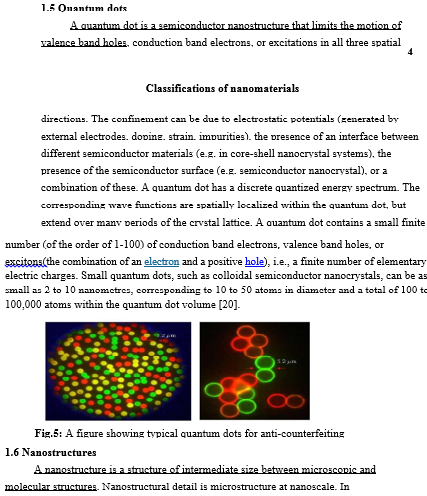 1.5 Quantum dots
A quantum dot is a semiconductor nanostructure that limits the motion of
valence band holes, conduction band electrons, or excitations in all three spatial
4
Classifications of nanomaterials
directions. The confinement can be due to electrostatic potentials (generated by
external electrodes, doping, strain, impurities), the presence of an interface between
different semiconductor materials (e.g. in core-shell nanocrystal systems), the
presence of the semiconductor surface (e.g. semiconductor nanocrystal), or a
combination of these. A quantum dot has a discrete quantized energy spectrum. The
corresponding wave functions are spatially localized within the quantum dot, but
extend over many periods of the crystal lattice. A quantum dot contains a small finite
number (of the order of 1-100) of conduction band electrons, valence band holes, or
excitons(the combination of an electron and a positive hole), i.e., a finite number of elementary
electric charges. Small quantum dots, such as colloidal semiconductor nanocrystals, can be as
small as 2 to 10 nanometres, corresponding to 10 to 50 atoms in diameter and a total of 100 to
100,000 atoms within the quantum dot volume [20].
Fig.5: A figure showing typical quantum dots for anti-counterfeiting
1.6 Nanostructures
A nanostructure is a structure of intermediate size between microscopic and
molecular structures. Nanostructural detail is microstructure at nanoscale. In